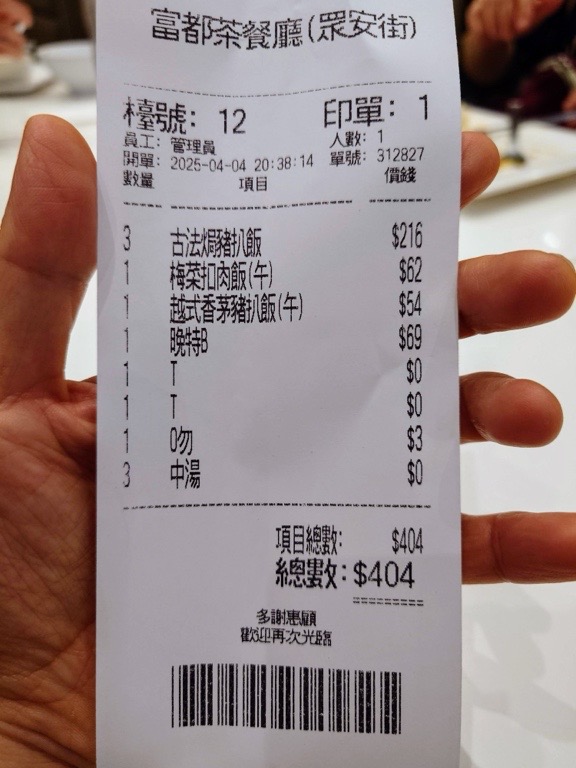 富都茶餐廳(眾安街)
檯號: 12 印單: 1
員工: 管理員 人數: 1
開單: 2025-04-04 20:38:14 單號: 312827
數量 項目 價錢
3 古法焗豬扒飯 $216
1 梅菜扣肉飯(午) $62
1 越式香茅豬扒飯(午) $54
1 晚特B $69
1 T $0
1 T $0
1 0勿 $3
3 中湯 $0
項目總數: $404
總數: $404
多謝惠顧
歡迎再次光臨